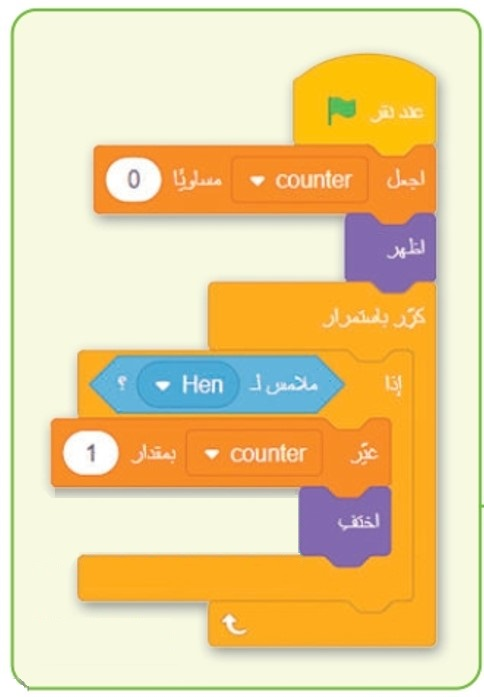 عند نقر
اجعل counter مساويًا 0
اظهر
كرّر باستمرار
إذا ملامس لـ Hen ؟
غيّر counter بمقدار 1
اختفِ